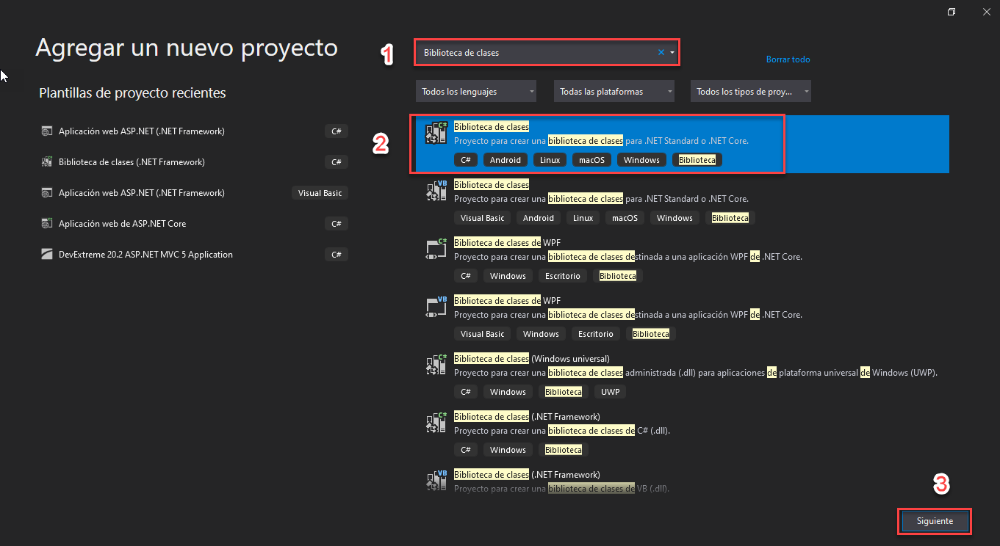 Agregar un nuevo proyecto
Plantillas de proyecto recientes
Aplicación web ASP.NET (.NET Framework) C#
Biblioteca de clases (.NET Framework) C#
Aplicación web ASP.NET (.NET Framework) Visual Basic
Aplicación web de ASP.NET Core C#
DevExtreme 20.2 ASP.NET MVC 5 Application C#
1
Biblioteca de clases
Borrar todo
Todos los lenguajes Todas las plataformas Todos los tipos de proy...
2
C#
Biblioteca de clases
Proyecto para crear una biblioteca de clases para .NET Standard o .NET Core.
C# Android Linux macOS Windows Biblioteca
VB
Biblioteca de clases
Proyecto para crear una biblioteca de clases para .NET Standard o .NET Core.
Visual Basic Android Linux macOS Windows Biblioteca
C#
Biblioteca de clases de WPF
Proyecto para crear una biblioteca de clases destinada a una aplicación WPF de .NET Core.
C# Windows Escritorio Biblioteca
VB
Biblioteca de clases de WPF
Proyecto para crear una biblioteca de clases destinada a una aplicación WPF de .NET Core.
Visual Basic Windows Escritorio Biblioteca
C#
Biblioteca de clases (Windows universal)
Proyecto para crear una biblioteca de clases administrada (.dll) para aplicaciones de plataforma universal de Windows (UWP).
C# Windows Biblioteca UWP
C#
Biblioteca de clases (.NET Framework)
Proyecto para crear una biblioteca de clases de C# (.dll).
C# Windows Biblioteca
VB
Biblioteca de clases (.NET Framework)
Proyecto para crear una biblioteca de clases de VB (.dll).
3
Siguiente